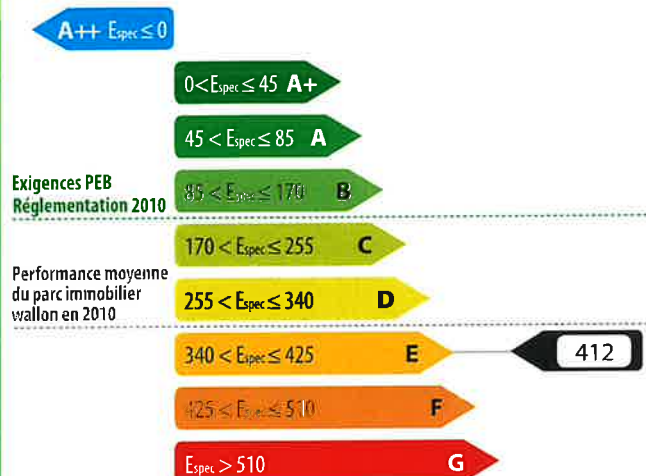 A++ Espec ≤ 0
0 < Espec ≤ 45 A+
45 < Espec ≤ 85 A
Exigences PEB
Réglementation 2010
85 < Espec ≤ 170 B
170 < Espec ≤ 255 C
Performance moyenne
du parc immobilier
wallon en 2010
255 < Espec ≤ 340 D
340 < Espec ≤ 425 E
412
425 < Espec ≤ 510 F
Espec > 510 G